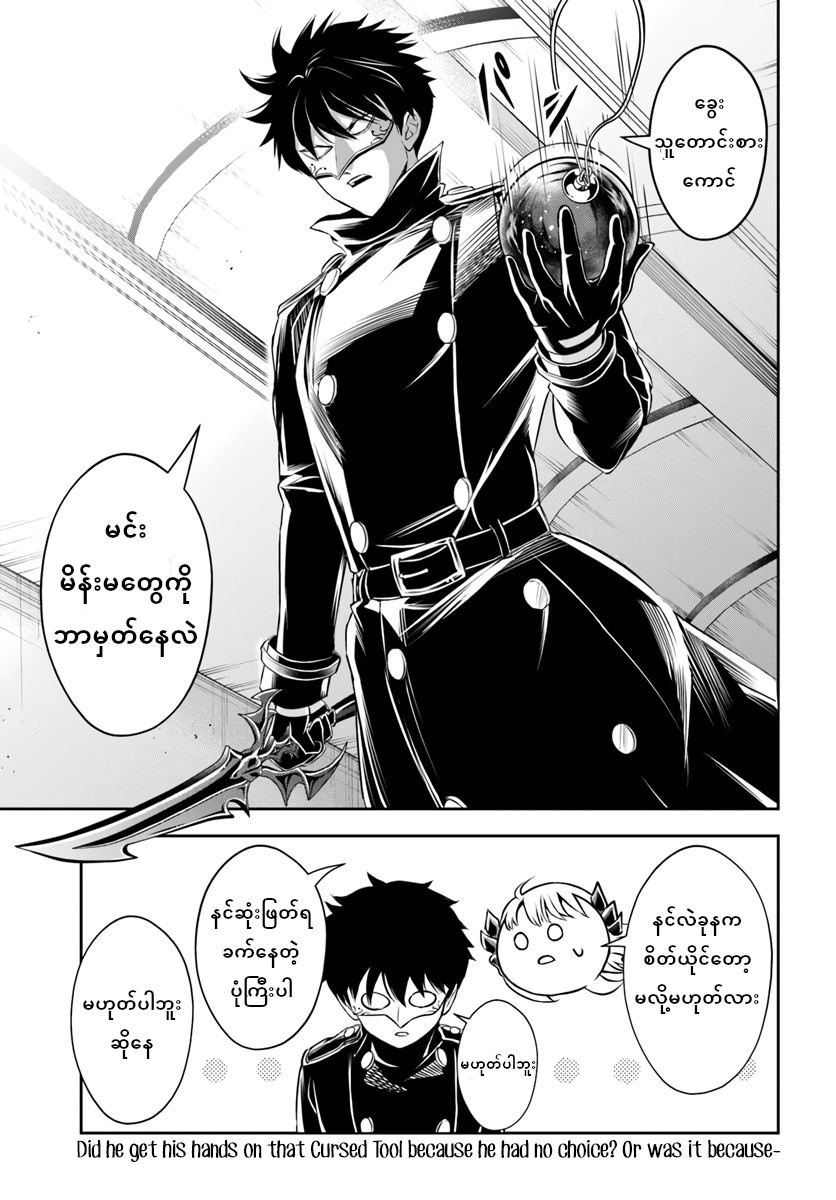 ခွေး
သူတောင်းစား
ကောင်
パ
シ
မင်း
မိန်းမတွေကို
ဘာမှတ်နေလဲ
နင်လဲခုနက
စိတ်ယိုင်တော့
မလို့မဟုတ်လား
မဟုတ်ပါဘူး
နင်ဆုံးဖြတ်ရ
ခက်နေတဲ့
ပုံကြီးပါ
မဟုတ်ပါဘူး
ဆိုနေ
Did he get his hands on that Cursed Tool because he had no choice? Or was it because-